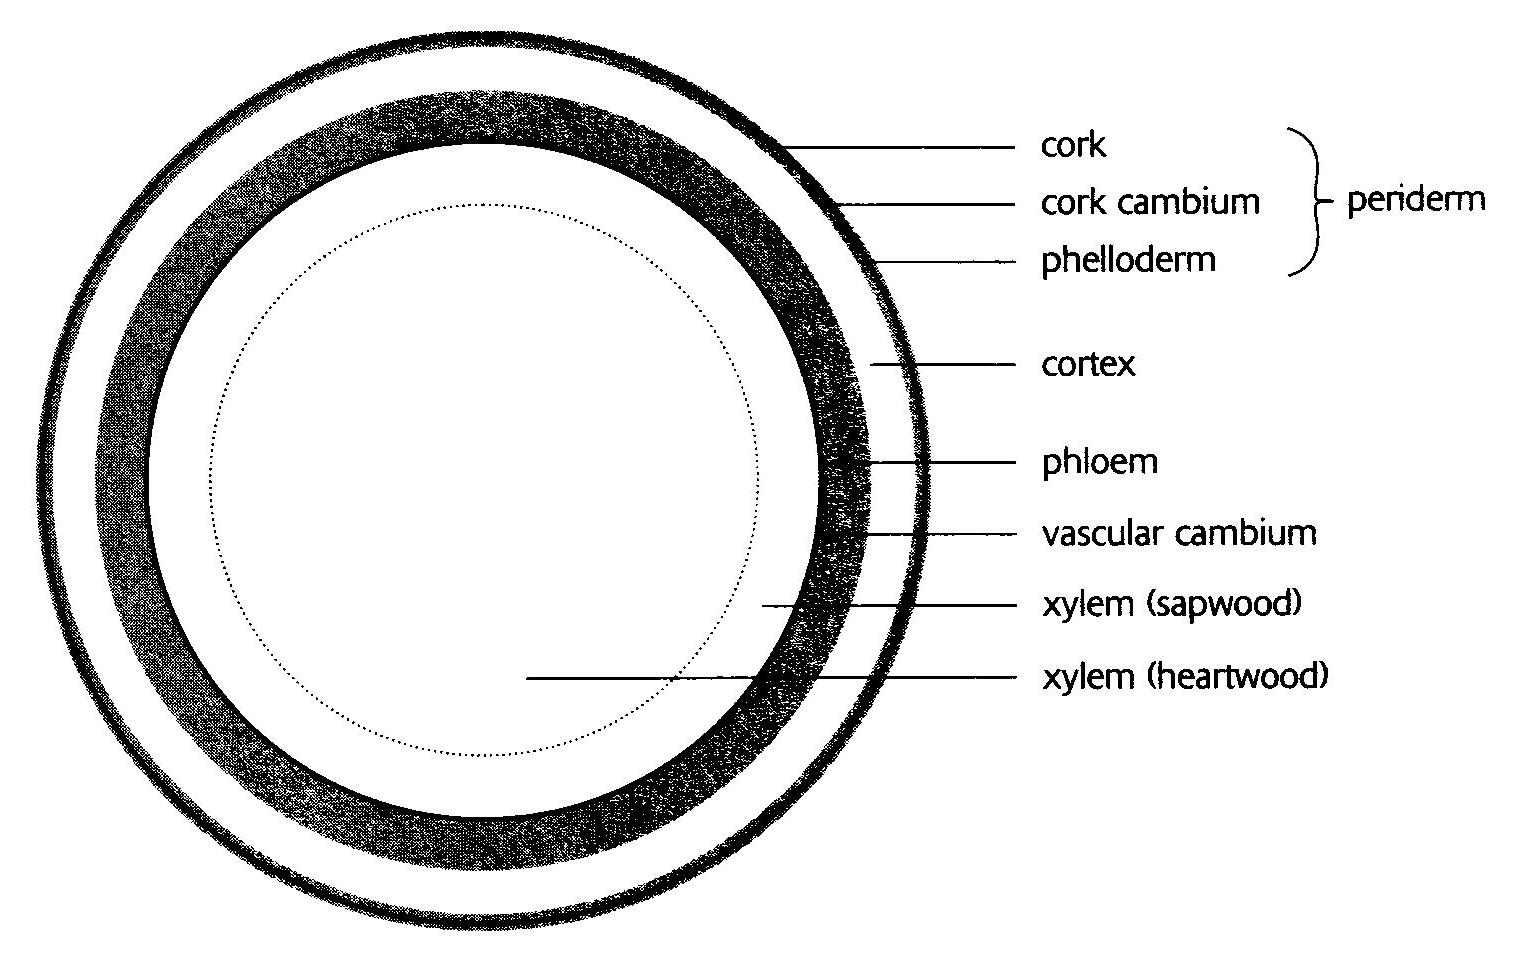 cork
cork cambium
phelloderm
periderm
cortex
phloem
vascular cambium
xylem (sapwood)
xylem (heartwood)